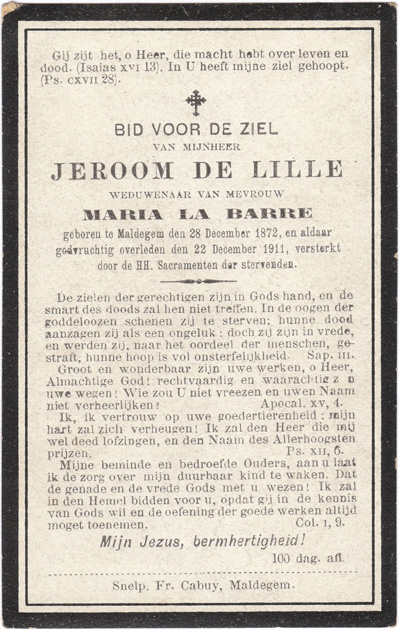 Gij zijt het, o Heer, die macht hebt over leven en
dood. (Isaias XVI 13). In U heeft mijne ziel gehoopt.
(Ps. CXVII 28).
BID VOOR DE ZIEL
VAN MIJNHEER
JEROOM DE LILLE
WEDUWENAAR VAN MEVROUW
MARIA LA BARRE
geboren te Maldegem den 28 December 1872, en aldaar
godvruchtig overleden den 22 December 1911, versterkt
door de HH. Sacramenten der stervenden.
De zielen der gerechtigen zijn in Gods hand, en de
smart des doods zal hen niet treffen. In de oogen der
goddeloozen schenen zij te sterven; hunne dood
aanzagen zij als een ongeluk: doch zij zijn in vrede,
en werden zij, naar het oordeel der menschen, ge-
straft, hunne hoop is vol onsterfelijkheid. Sap. III.
Groot en wonderbaar zijn uwe werken, o Heer,
Almachtige God! rechtvaardig en waarachtig zijn
uwe wegen! Wie zou U niet vreezen en uwen Naam
niet verheerlijken! Apocal. XV, 4.
Ik, ik vertrouw op uwe goedertierenheid: mijn
hart zal zich verheugen! Ik zal den Heer die mij
wel deed lofzingen, en den Naam des Allerhoogsten
prijzen. Ps. XII, 6.
Mijne beminde en bedroefde Ouders, aan u laat
ik de zorg over mijn duurbaar kind te waken. Dat
de genade en de vrede Gods met u wezen! Ik zal
in den Hemel bidden voor u, opdat gij in de kennis
van Gods wil en de oefening der goede werken altijd
moget toenemen. Col. I, 9.
Mijn Jezus, bermhertigheid!
100 dag. afl.
Snelp. Fr. Cabuy, Maldegem.